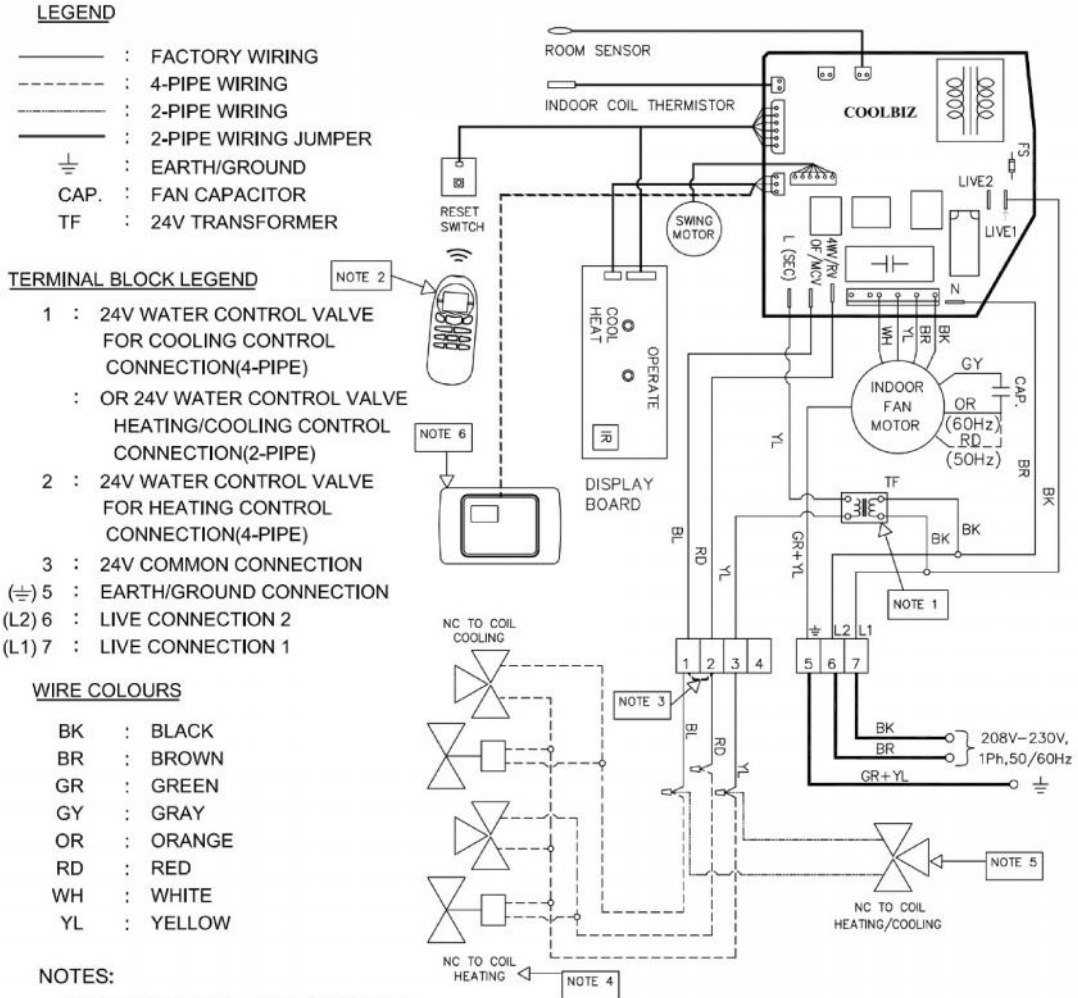 LEGEND
: FACTORY WIRING
: 4-PIPE WIRING
: 2-PIPE WIRING
: 2-PIPE WIRING JUMPER
: EARTH/GROUND
CAP. : FAN CAPACITOR
TF : 24V TRANSFORMER
TERMINAL BLOCK LEGEND
1 : 24V WATER CONTROL VALVE
FOR COOLING CONTROL
CONNECTION(4-PIPE)
: OR 24V WATER CONTROL VALVE
HEATING/COOLING CONTROL
CONNECTION(2-PIPE)
2 : 24V WATER CONTROL VALVE
FOR HEATING CONTROL
CONNECTION(4-PIPE)
3 : 24V COMMON CONNECTION
(⏚) 5 : EARTH/GROUND CONNECTION
(L2) 6 : LIVE CONNECTION 2
(L1) 7 : LIVE CONNECTION 1
WIRE COLOURS
BK : BLACK
BR : BROWN
GR : GREEN
GY : GRAY
OR : ORANGE
RD : RED
WH : WHITE
YL : YELLOW
NOTES:
ROOM SENSOR
INDOOR COIL THERMISTOR
COOLBIZ
FS
LIVE2
LIVE1
RESET
SWITCH
SWING
MOTOR
L (SEC)
OF/MCV
4WV/RV
N
NOTE 2
COOL
HEAT
OPERATE
IR
DISPLAY
BOARD
NOTE 6
WH
YL
BR
BK
INDOOR
FAN
MOTOR
GY
CAP.
OR
(60Hz)
RD
(50Hz)
BR
BK
YL
TF
BK
BK
NOTE 1
BL
RD
YL
GR+YL
L2
L1
1 2 3 4
5 6 7
NOTE 3
BL
RD
YL
BK
BR
GR+YL
208V-230V,
1Ph,50/60Hz
NC TO COIL
COOLING
NC TO COIL
HEATING
NOTE 4
NOTE 5
NC TO COIL
HEATING/COOLING